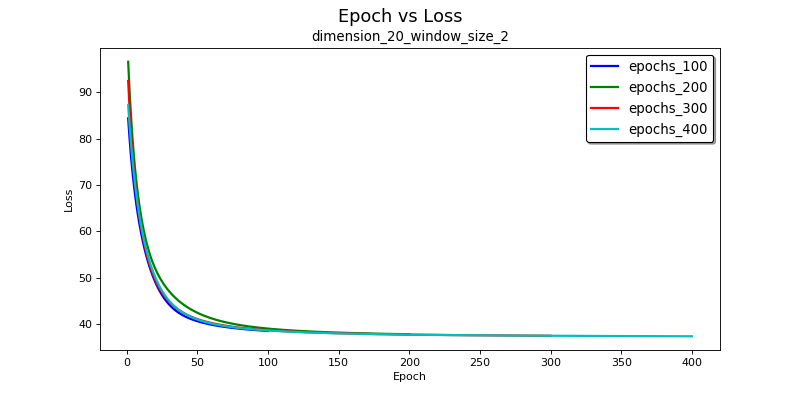 Epoch vs Loss
dimension_20_window_size_2
epochs_100
epochs_200
epochs_300
epochs_400
Loss
90
80
70
60
50
40
0 50 100 150 200 250 300 350 400
Epoch